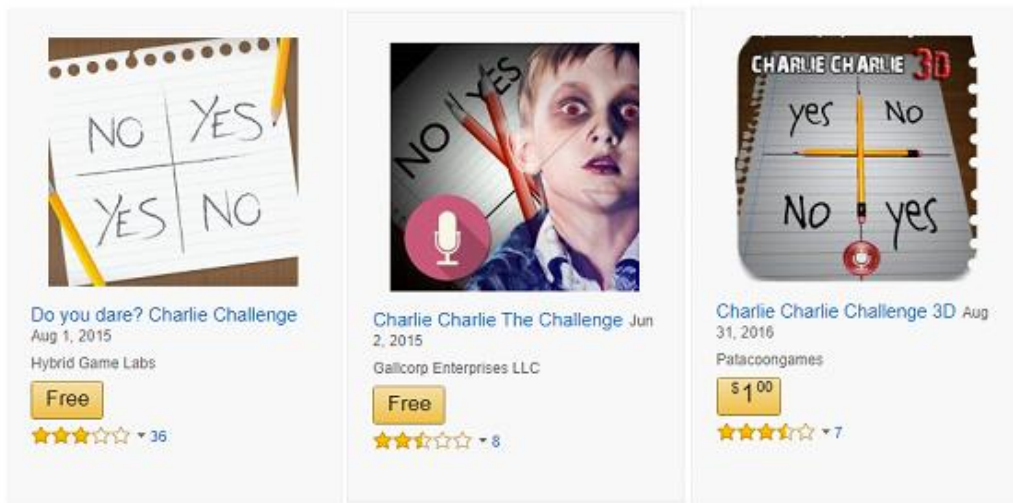 NO YES
YES NO
Do you dare? Charlie Challenge
Aug 1, 2015
Hybrid Game Labs
Free
36
NO YES
Charlie Charlie The Challenge Jun
2, 2015
Gallcorp Enterprises LLC
Free
8
CHARLIE CHARLIE 3D
yes No
No yes
Charlie Charlie Challenge 3D Aug
31, 2016
Patacoongames
$1 00
7